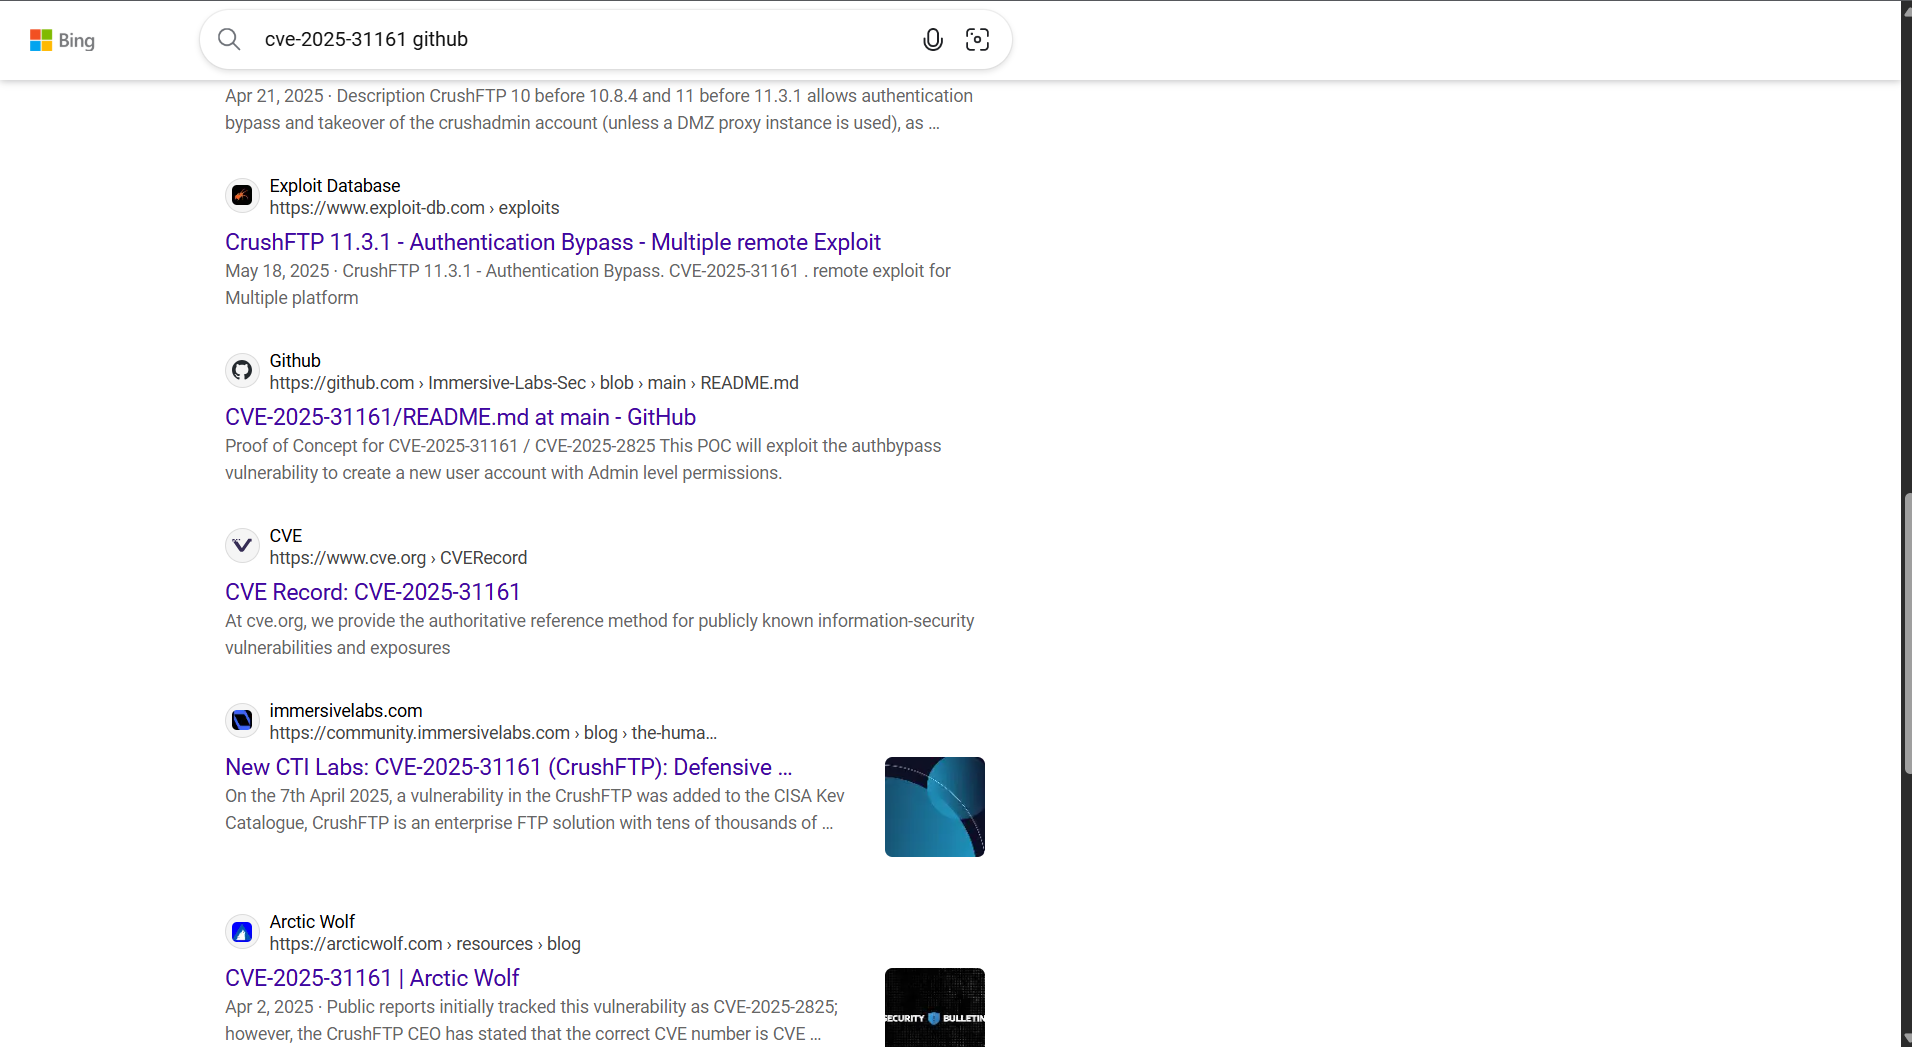 Bing
cve-2025-31161 github
Apr 21, 2025 · Description CrushFTP 10 before 10.8.4 and 11 before 11.3.1 allows authentication
bypass and takeover of the crushadmin account (unless a DMZ proxy instance is used), as ...
Exploit Database
https://www.exploit-db.com › exploits
CrushFTP 11.3.1 - Authentication Bypass - Multiple remote Exploit
May 18, 2025 · CrushFTP 11.3.1 - Authentication Bypass. CVE-2025-31161 . remote exploit for
Multiple platform
Github
https://github.com › Immersive-Labs-Sec › blob › main › README.md
CVE-2025-31161/README.md at main - GitHub
Proof of Concept for CVE-2025-31161 / CVE-2025-2825 This POC will exploit the authbypass
vulnerability to create a new user account with Admin level permissions.
CVE
https://www.cve.org › CVERecord
CVE Record: CVE-2025-31161
At cve.org, we provide the authoritative reference method for publicly known information-security
vulnerabilities and exposures
immersivelabs.com
https://community.immersivelabs.com › blog › the-huma...
New CTI Labs: CVE-2025-31161 (CrushFTP): Defensive ...
On the 7th April 2025, a vulnerability in the CrushFTP was added to the CISA Kev
Catalogue, CrushFTP is an enterprise FTP solution with tens of thousands of ...
Arctic Wolf
https://arcticwolf.com › resources › blog
CVE-2025-31161 | Arctic Wolf
Apr 2, 2025 · Public reports initially tracked this vulnerability as CVE-2025-2825;
however, the CrushFTP CEO has stated that the correct CVE number is CVE ...
SECURITY BULLETIN